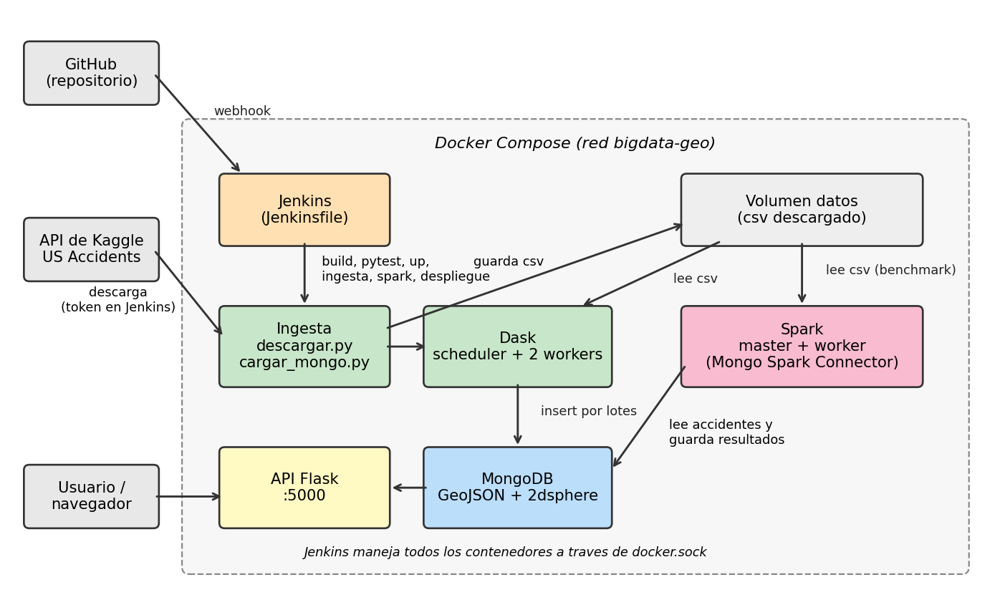 GitHub
(repositorio)
webhook
Docker Compose (red bigdata-geo)
Jenkins
(Jenkinsfile)
Volumen datos
(csv descargado)
API de Kaggle
US Accidents
build, pytest, up,
ingesta, spark, despliegue
guarda csv
lee csv
lee csv (benchmark)
descarga
(token en Jenkins)
Ingesta
descargar.py
cargar_mongo.py
Dask
scheduler + 2 workers
Spark
master + worker
(Mongo Spark Connector)
insert por lotes
lee accidentes y
guarda resultados
Usuario /
navegador
API Flask
:5000
MongoDB
GeoJSON + 2dsphere
Jenkins maneja todos los contenedores a traves de docker.sock